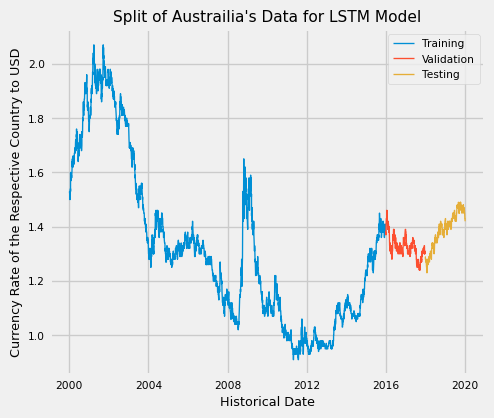 Split of Austrailia's Data for LSTM Model
Training
Validation
Testing
Currency Rate of the Respective Country to USD
2.0
1.8
1.6
1.4
1.2
1.0
2000 2004 2008 2012 2016 2020
Historical Date